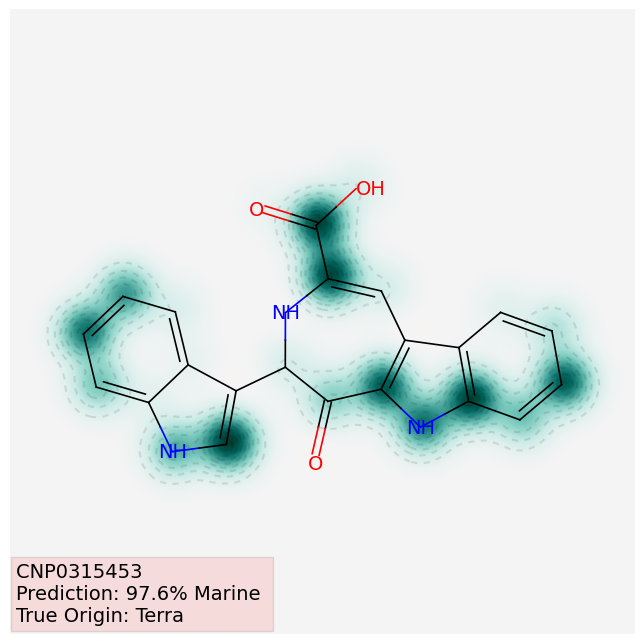 OH
O
NH
NH
NH
O
CNP0315453
Prediction: 97.6% Marine
True Origin: Terra